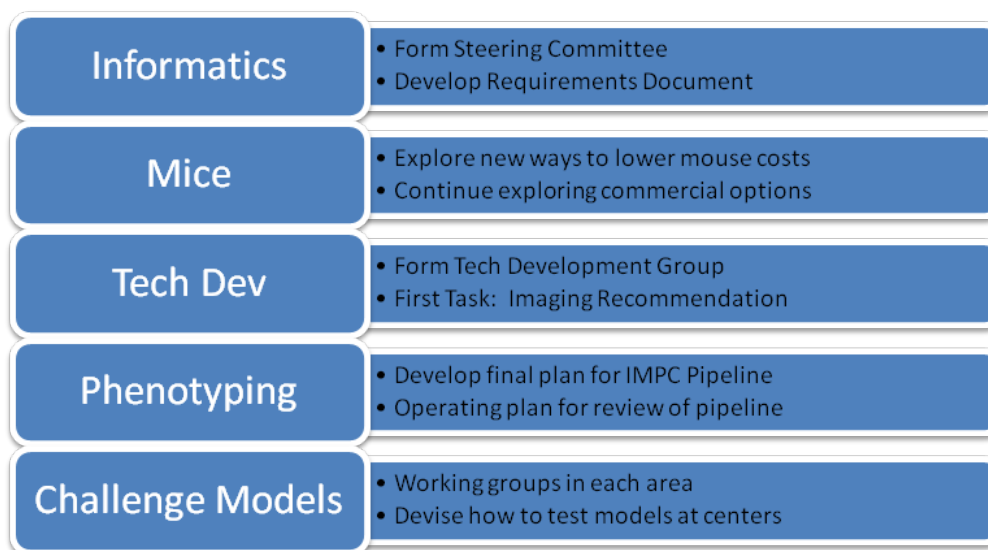 Informatics
• Form Steering Committee
• Develop Requirements Document
Mice
• Explore new ways to lower mouse costs
• Continue exploring commercial options
Tech Dev
• Form Tech Development Group
• First Task: Imaging Recommendation
Phenotyping
• Develop final plan for IMPC Pipeline
• Operating plan for review of pipeline
Challenge Models
• Working groups in each area
• Devise how to test models at centers